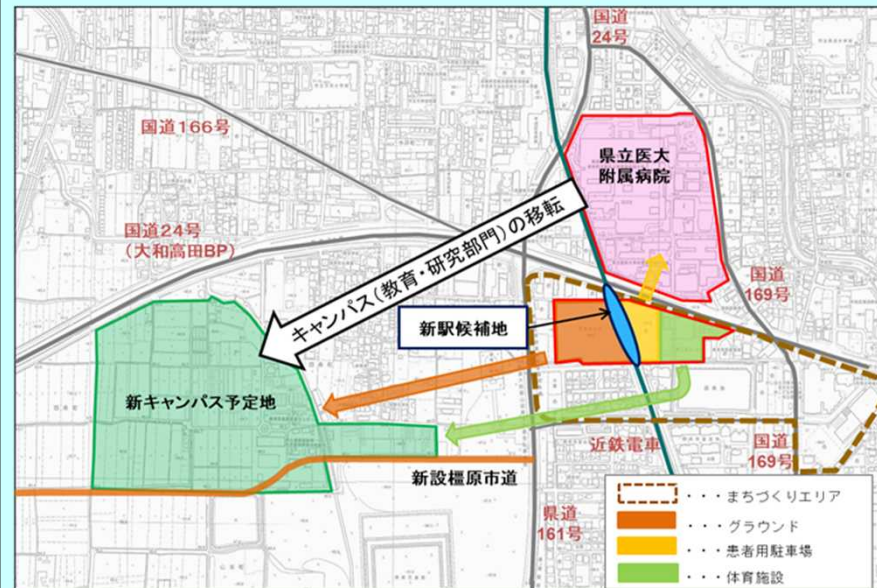 国道
24号
国道166号
県立医大
附属病院
国道24号
（大和高田BP）
キャンパス（教育・研究部門）の移転
国道
169号
新駅候補地
新キャンパス予定地
近鉄電車
国道
169号
新設橿原市道
県道
161号
・・・まちづくりエリア
・・・グラウンド
・・・患者用駐車場
・・・体育施設